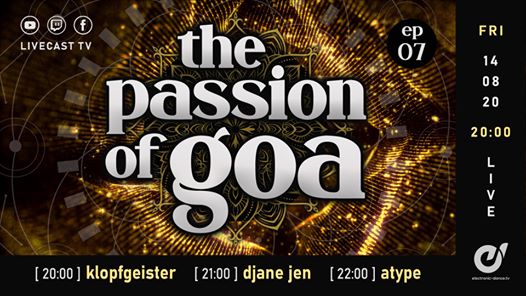 LIVECAST TV
the
passion
of goa
ep
07
FRI
14
08
20
20:00
L
I
V
E
electronic-dance.tv
[ 20:00 ] klopfgeister [ 21:00 ] djane jen [ 22:00 ] atype